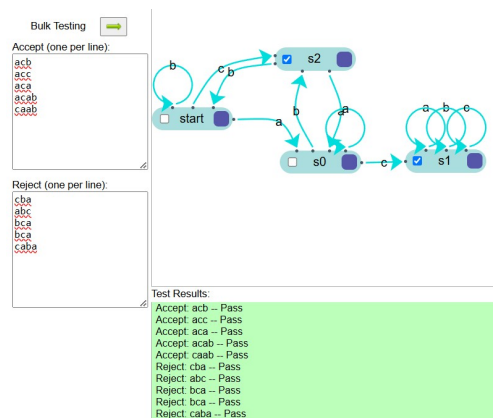 Bulk Testing
Accept (one per line):
acb
acc
aca
acab
caab
Reject (one per line):
cba
abc
bca
bca
caba
b
c
b
s2
start
a
b
a
a
s0
c
a
b
c
s1
Test Results:
Accept: acb -- Pass
Accept: acc -- Pass
Accept: aca -- Pass
Accept: acab -- Pass
Accept: caab -- Pass
Reject: cba -- Pass
Reject: abc -- Pass
Reject: bca -- Pass
Reject: bca -- Pass
Reject: caba -- Pass